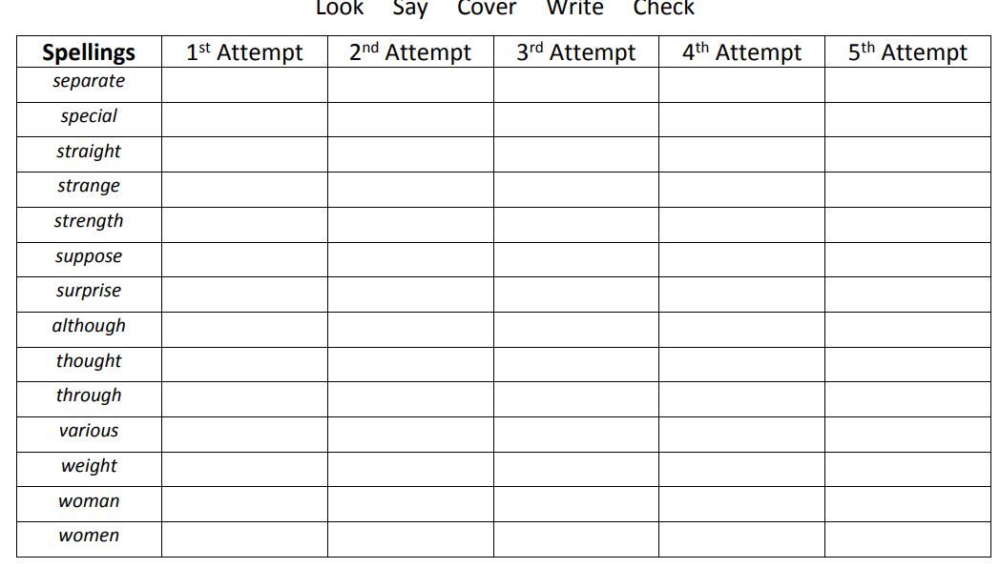 Look Say Cover Write Check
Spellings 1st Attempt 2nd Attempt 3rd Attempt 4th Attempt 5th Attempt
separate
special
straight
strange
strength
suppose
surprise
although
thought
through
various
weight
woman
women